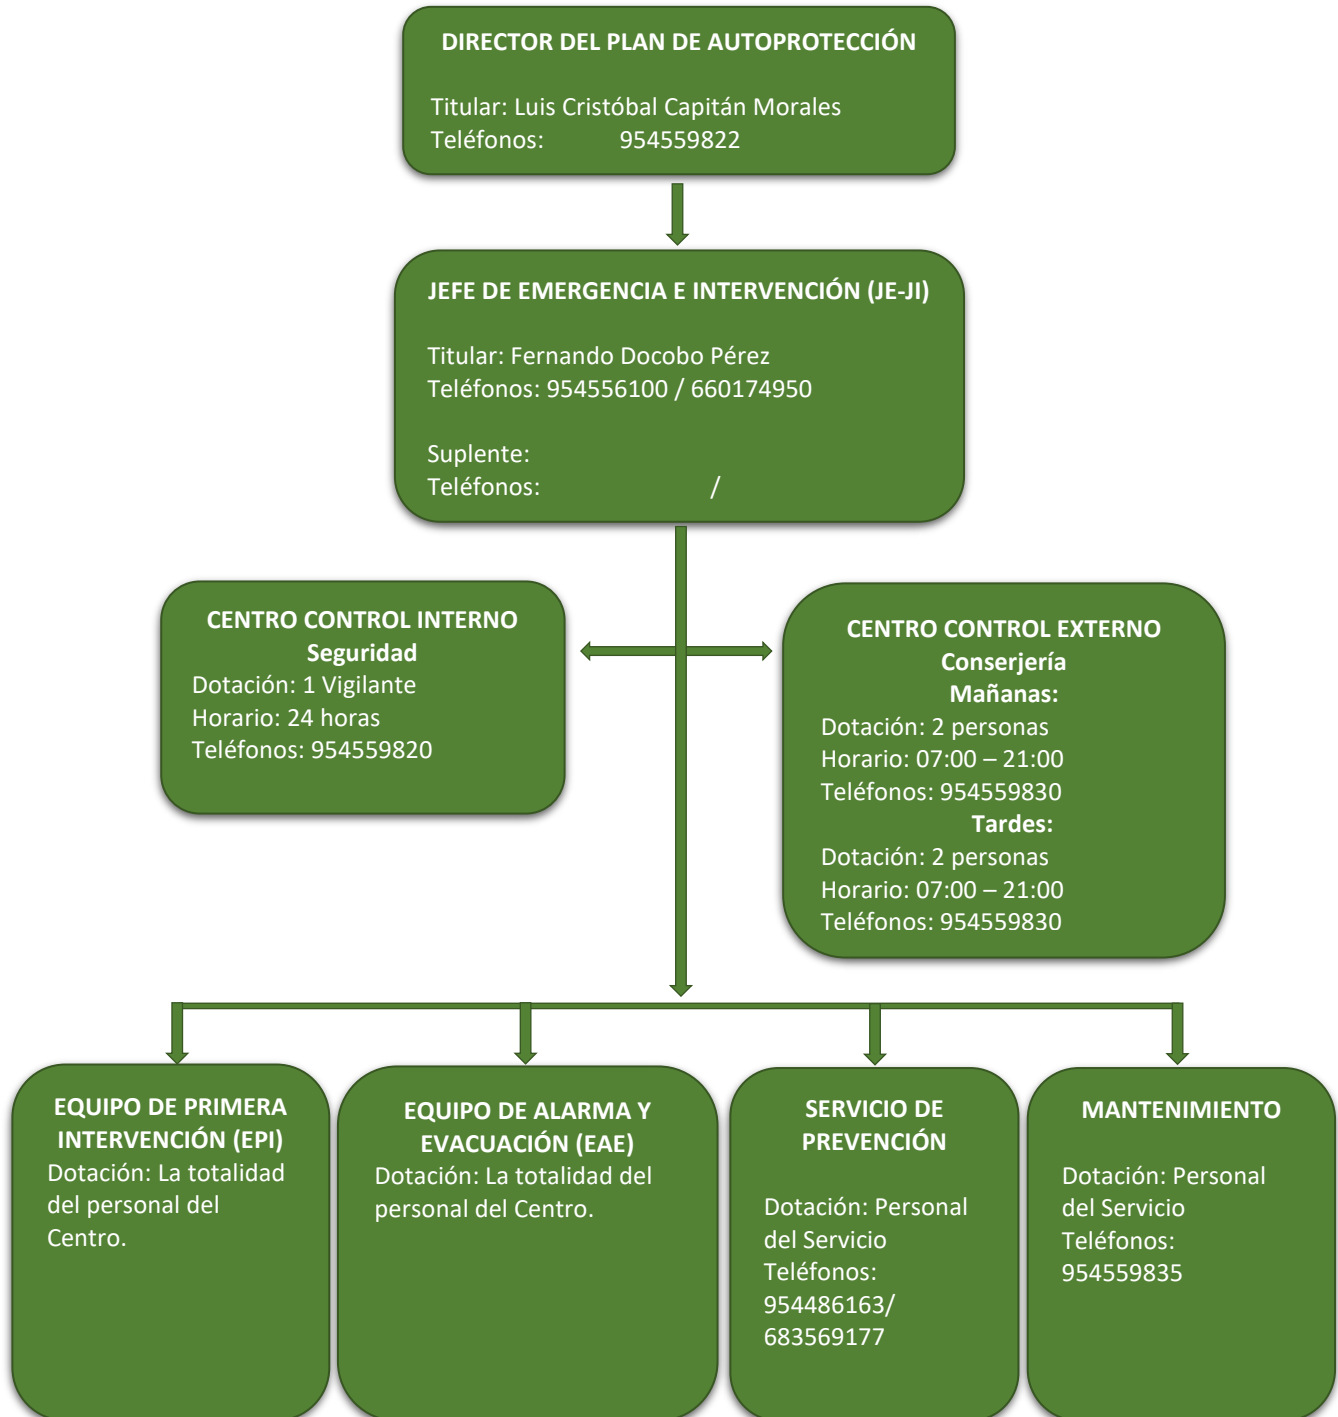 DIRECTOR DEL PLAN DE AUTOPROTECCIÓN
Titular: Luis Cristóbal Capitán Morales
Teléfonos: 954559822
JEFE DE EMERGENCIA E INTERVENCIÓN (JE-JI)
Titular: Fernando Docobo Pérez
Teléfonos: 954556100 / 660174950
Suplente:
Teléfonos: /
CENTRO CONTROL INTERNO
Seguridad
Dotación: 1 Vigilante
Horario: 24 horas
Teléfonos: 954559820
CENTRO CONTROL EXTERNO
Conserjería
Mañanas:
Dotación: 2 personas
Horario: 07:00 – 21:00
Teléfonos: 954559830
Tardes:
Dotación: 2 personas
Horario: 07:00 – 21:00
Teléfonos: 954559830
EQUIPO DE PRIMERA
INTERVENCIÓN (EPI)
Dotación: La totalidad
del personal del
Centro.
EQUIPO DE ALARMA Y
EVACUACIÓN (EAE)
Dotación: La totalidad del
personal del Centro.
SERVICIO DE
PREVENCIÓN
Dotación: Personal
del Servicio
Teléfonos:
954486163/
683569177
MANTENIMIENTO
Dotación: Personal
del Servicio
Teléfonos:
954559835